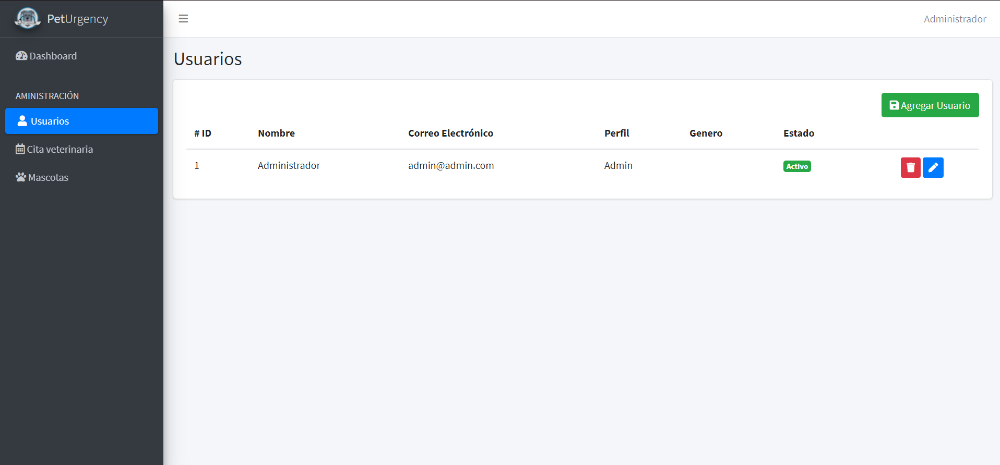 PetUrgency
Administrador
Dashboard
Usuarios
AMINISTRACIÓN
Usuarios
Cita veterinaria
Mascotas
Agregar Usuario
# ID Nombre Correo Electrónico Perfil Genero Estado
1 Administrador admin@admin.com Admin Activo